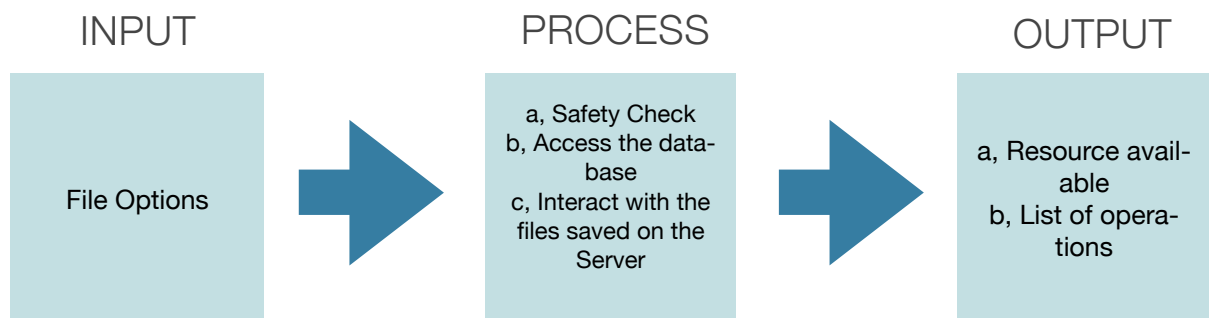 INPUT
PROCESS
OUTPUT
File Options
a, Safety Check
b, Access the data-
base
c, Interact with the
files saved on the
Server
a, Resource avail-
able
b, List of opera-
tions